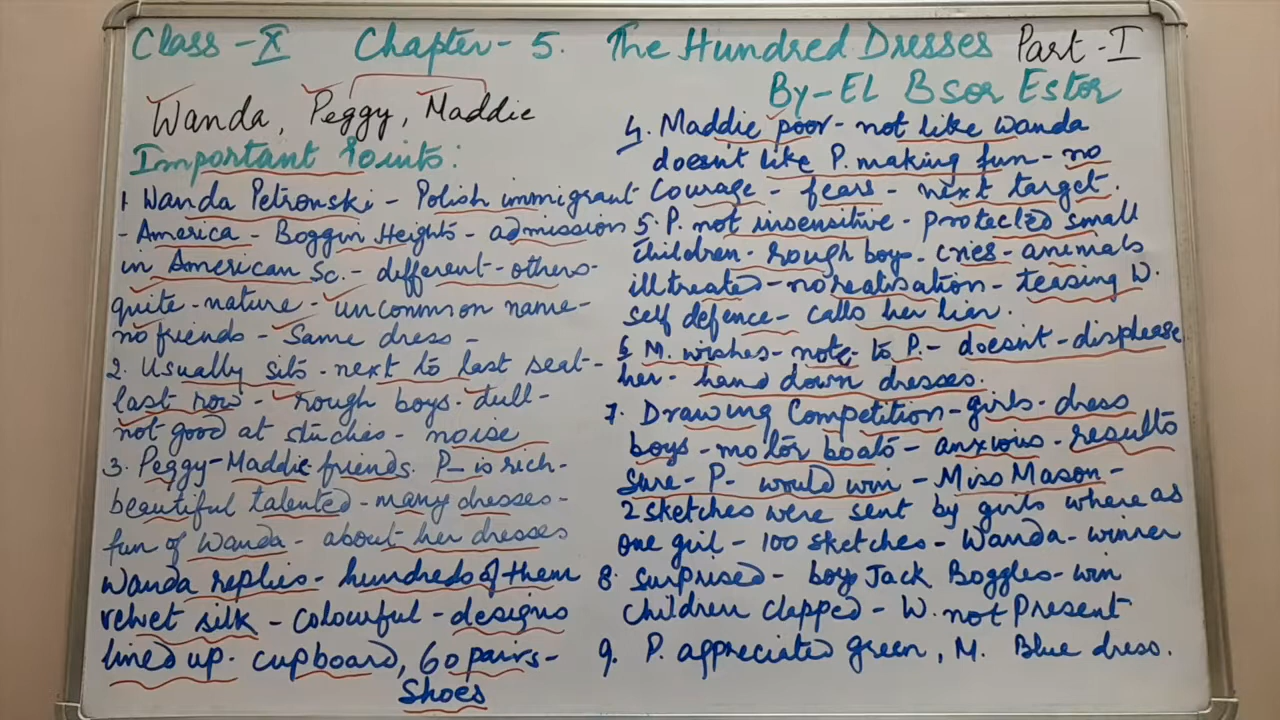 Class - X Chapter - 5. The Hundred Dresses Part - I
By - El Bsor Estor
Wanda, Peggy, Maddie
Important Points:
1 Wanda Petronski - Polish immigrant
- America - Boggin Heights - admission
in American Sc. - different - others -
quite - nature - uncommon name -
no friends - Same dress -
2. Usually sits - next to last seat -
last row - rough boys - dull -
not good at studies - noise
3. Peggy - Maddie friends. P - is rich -
beautiful talented - many dresses -
fun of Wanda - about her dresses
Wanda replies - hundreds of them
velvet silk - colourful - designs
lined up - cupboard, 60 pairs -
Shoes
4. Maddie poor - not like Wanda
doesn't like P. making fun - no
Courage - fears - next target.
5. P. not insensitive - protected small
children - rough boys - cries - animals
illtreated - no realisation - teasing W.
self defence - calls her lier.
6 M. wishes - note - to P. - doesn't - displease
her - hand down dresses.
7. Drawing Competition - girls - dress
boys - motor boats - anxious - results
Sure - P - would win - Miss Mason -
2 sketches were sent by girls where as
one girl - 100 sketches - Wanda - winner
8. surprised - boys Jack Boggles - win
children clapped - W. not Present
9. P. appreciated green, M. Blue dress.